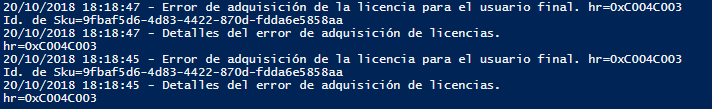 20/10/2018 18:18:47 - Error de adquisición de la licencia para el usuario final. hr=0xC004C003
Id. de Sku=9fbaf5d6-4d83-4422-870d-fdda6e5858aa
20/10/2018 18:18:47 - Detalles del error de adquisición de licencias.
hr=0xC004C003
20/10/2018 18:18:45 - Error de adquisición de la licencia para el usuario final. hr=0xC004C003
Id. de Sku=9fbaf5d6-4d83-4422-870d-fdda6e5858aa
20/10/2018 18:18:45 - Detalles del error de adquisición de licencias.
hr=0xC004C003